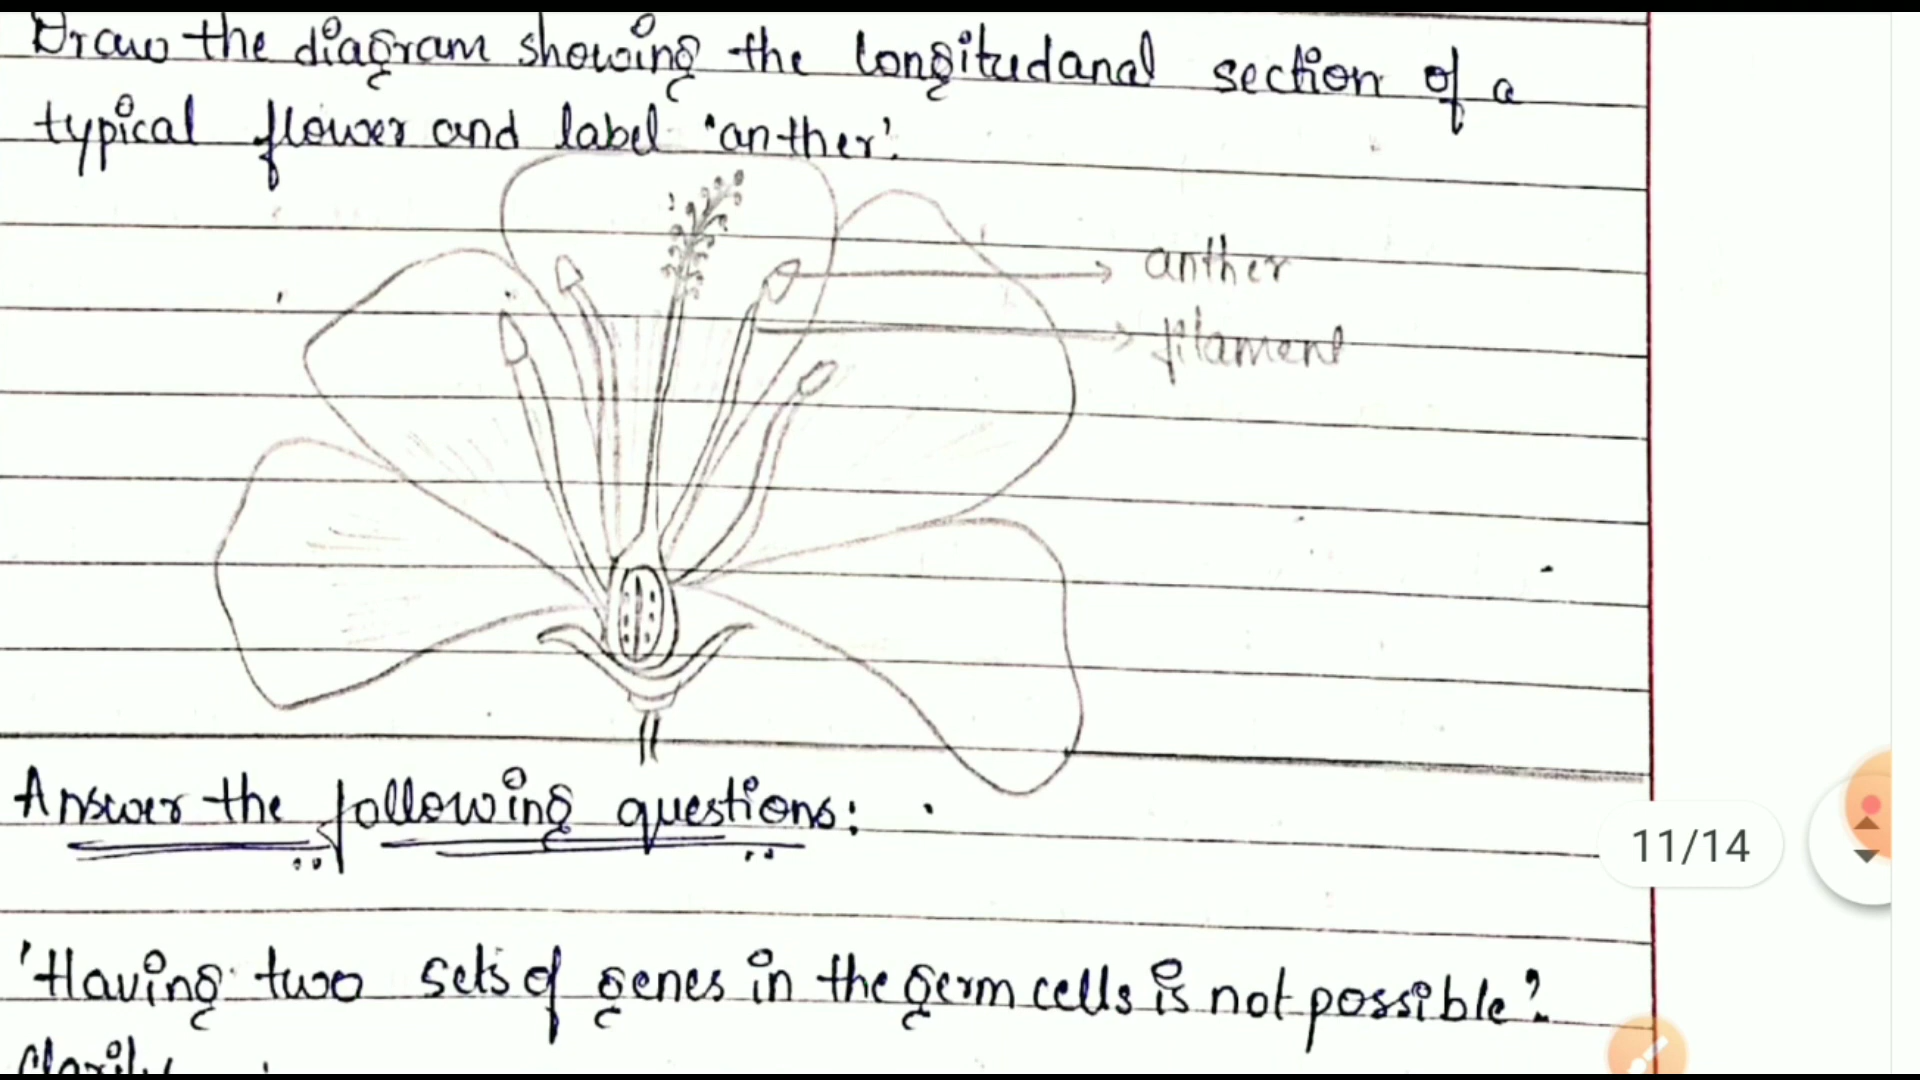 Draw the diagram showing the longitudanal section of a
typical flower and label 'anther'.
anther
filament
Answer the following questions:
11/14
'Having two sets of genes in the germ cells is not possible'.
Clarify